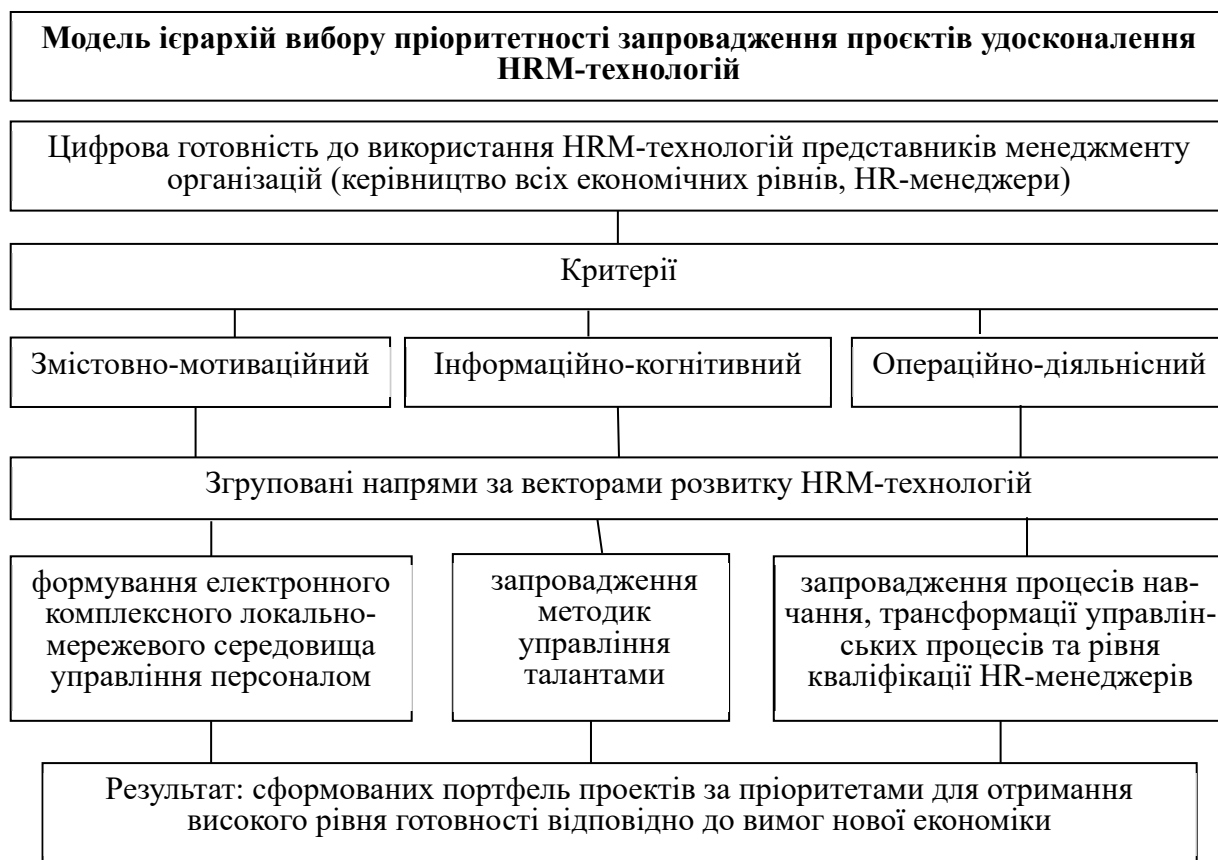 Модель ієрархій вибору пріоритетності запровадження проєктів удосконалення
HRM-технологій
Цифрова готовність до використання HRM-технологій представників менеджменту
організацій (керівництво всіх економічних рівнів, HR-менеджери)
Критерії
Змістовно-мотиваційний
Інформаційно-когнітивний
Операційно-діяльнісний
Згруповані напрями за векторами розвитку HRM-технологій
формування електронного
комплексного локально-
мережевого середовища
управління персоналом
запровадження
методик
управління
талантами
запровадження процесів нав-
чання, трансформації управлін-
ських процесів та рівня
кваліфікації HR-менеджерів
Результат: сформованих портфель проектів за пріоритетами для отримання
високого рівня готовності відповідно до вимог нової економіки